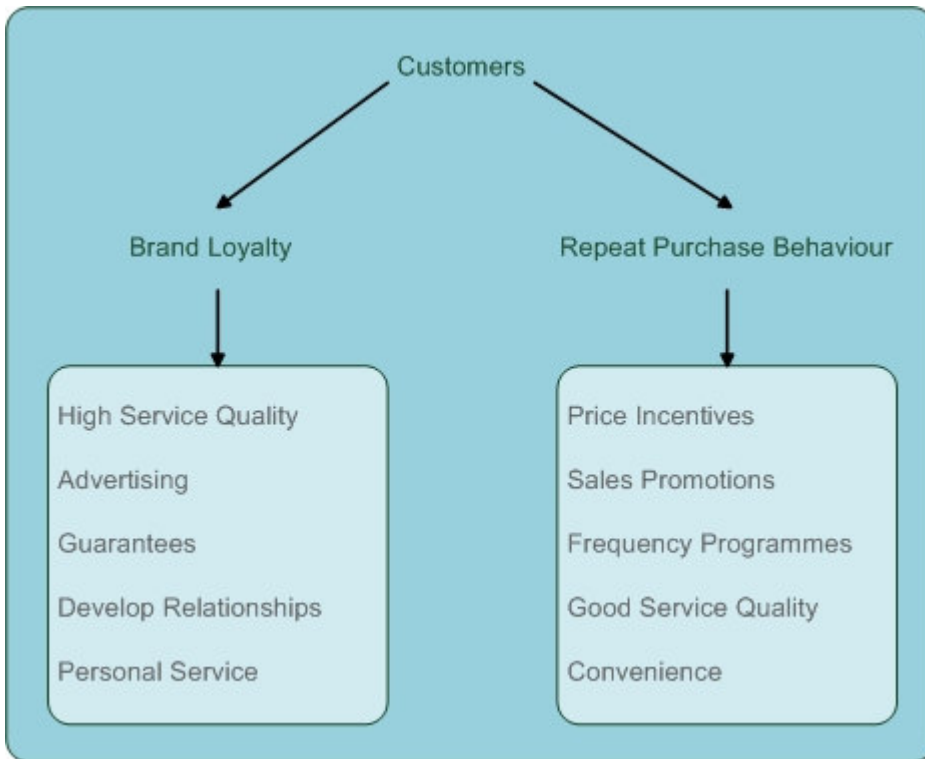 Customers
Brand Loyalty
Repeat Purchase Behaviour
High Service Quality
Advertising
Guarantees
Develop Relationships
Personal Service
Price Incentives
Sales Promotions
Frequency Programmes
Good Service Quality
Convenience